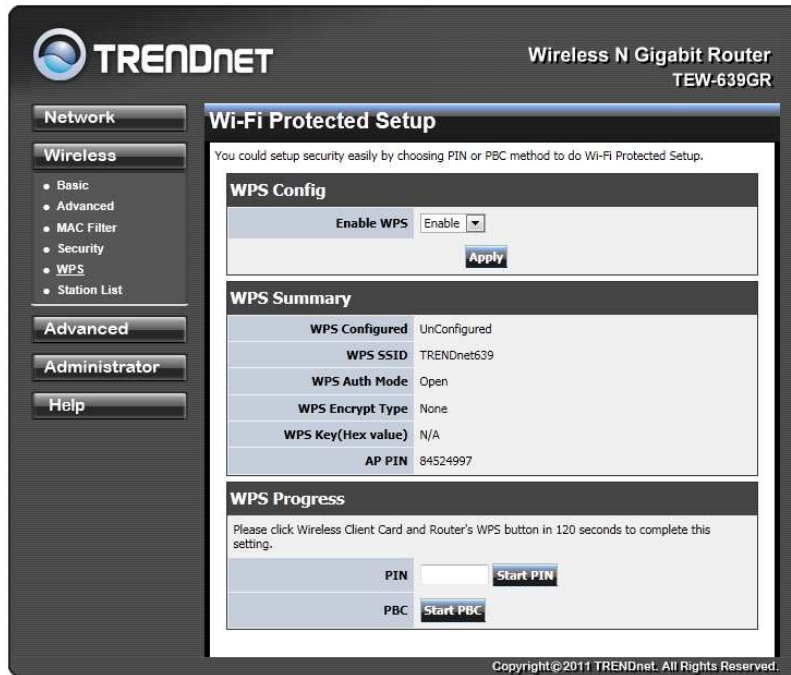 TRENDNET
Wireless N Gigabit Router
TEW-639GR
Network
Wireless
Basic
Advanced
MAC Filter
Security
WPS
Station List
Advanced
Administrator
Help
Wi-Fi Protected Setup
You could setup security easily by choosing PIN or PBC method to do Wi-Fi Protected Setup.
WPS Config
Enable WPS Enable
Apply
WPS Summary
WPS Configured UnConfigured
WPS SSID TRENDnet639
WPS Auth Mode Open
WPS Encrypt Type None
WPS Key(Hex value) N/A
AP PIN 84524997
WPS Progress
Please click Wireless Client Card and Router's WPS button in 120 seconds to complete this
setting.
PIN Start PIN
PBC Start PBC
Copyright©2011 TRENDnet. All Rights Reserved.